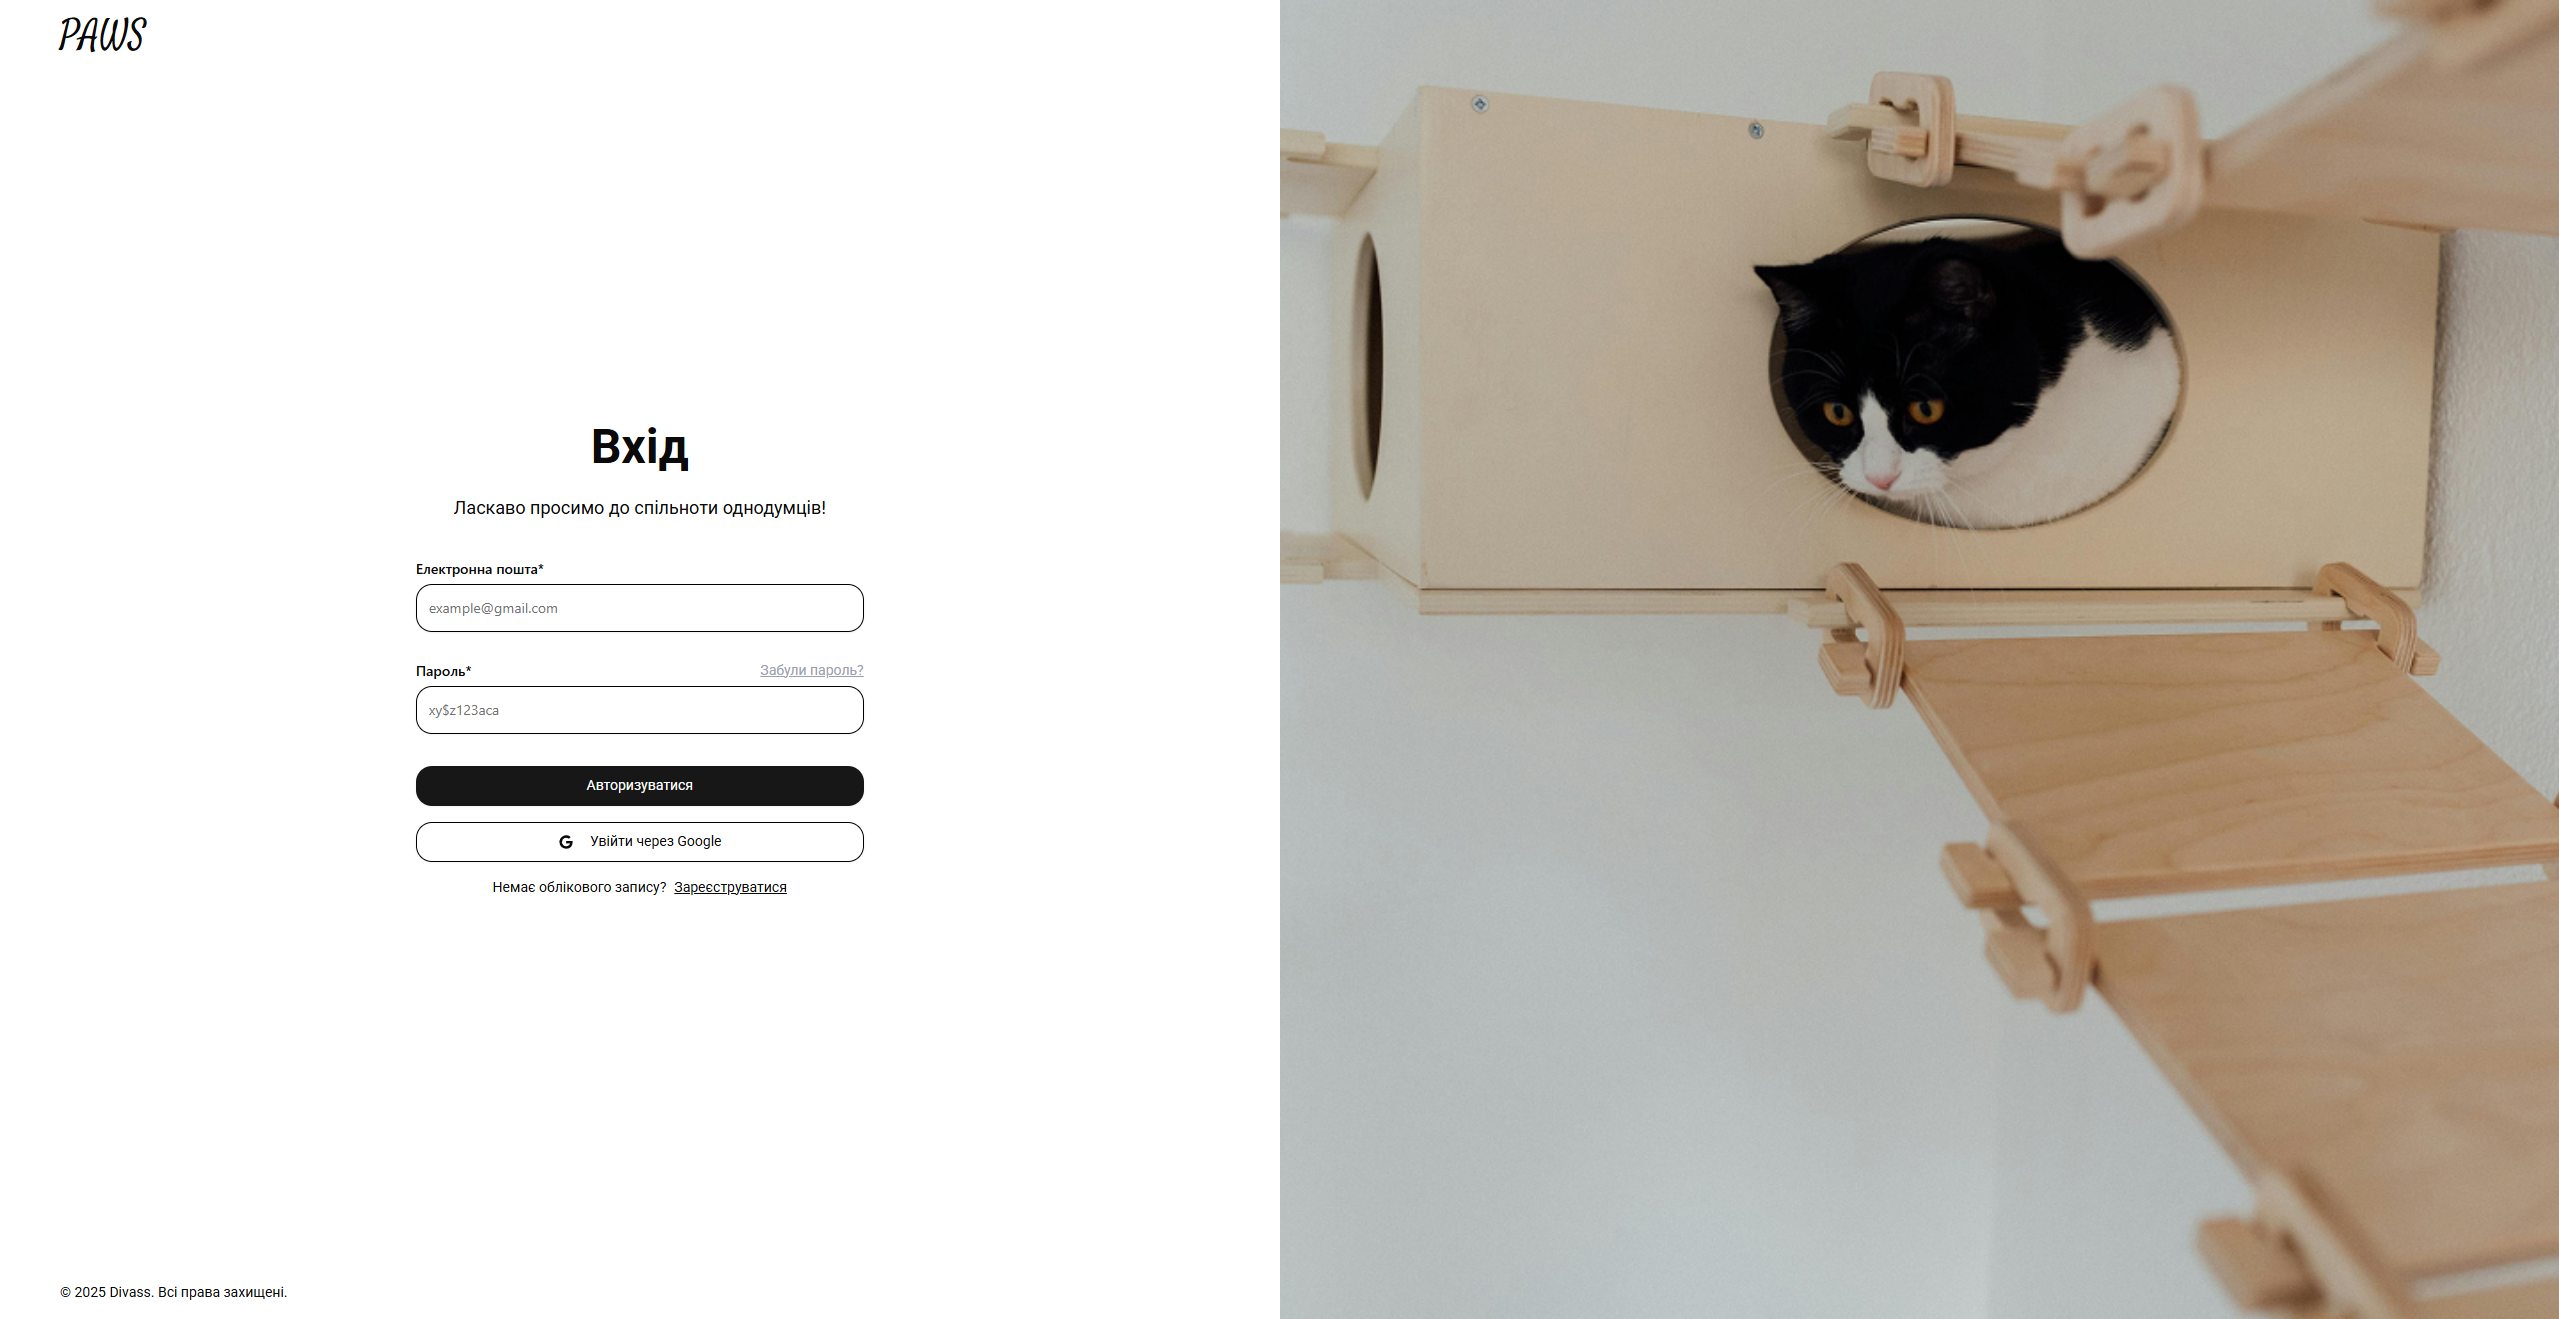 PAWS
Вхід
Ласкаво просимо до спільноти однодумців!
Електронна пошта*
example@gmail.com
Пароль*
Забули пароль?
xy$z123aca
Авторизуватися
G Увійти через Google
Немає облікового запису? Зареєструватися
© 2025 Divass. Всі права захищені.